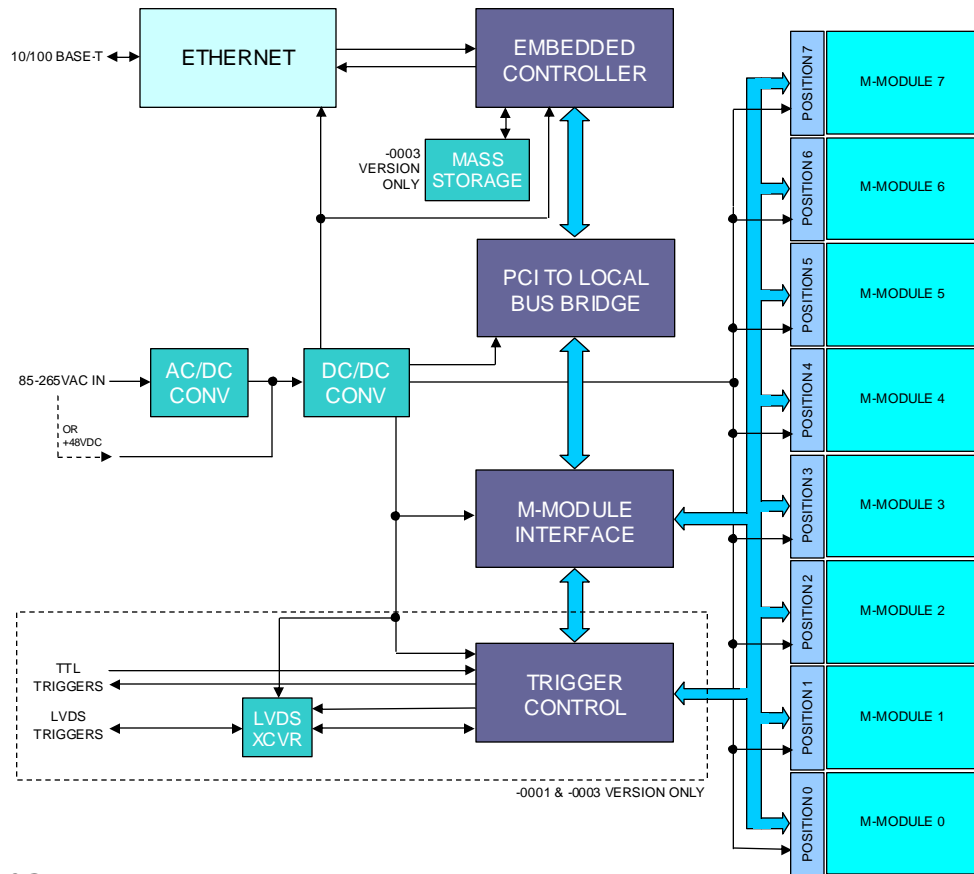 10/100 BASE-T
ETHERNET
EMBEDDED
CONTROLLER
-0003
VERSION
ONLY
MASS
STORAGE
PCI TO LOCAL
BUS BRIDGE
85-265VAC IN
AC/DC
CONV
DC/DC
CONV
OR
+48VDC
M-MODULE
INTERFACE
TTL
TRIGGERS
LVDS
TRIGGERS
LVDS
XCVR
TRIGGER
CONTROL
-0001 & -0003 VERSION ONLY
POSITION 7
M-MODULE 7
POSITION 6
M-MODULE 6
POSITION 5
M-MODULE 5
POSITION 4
M-MODULE 4
POSITION 3
M-MODULE 3
POSITION 2
M-MODULE 2
POSITION 1
M-MODULE 1
POSITION 0
M-MODULE 0